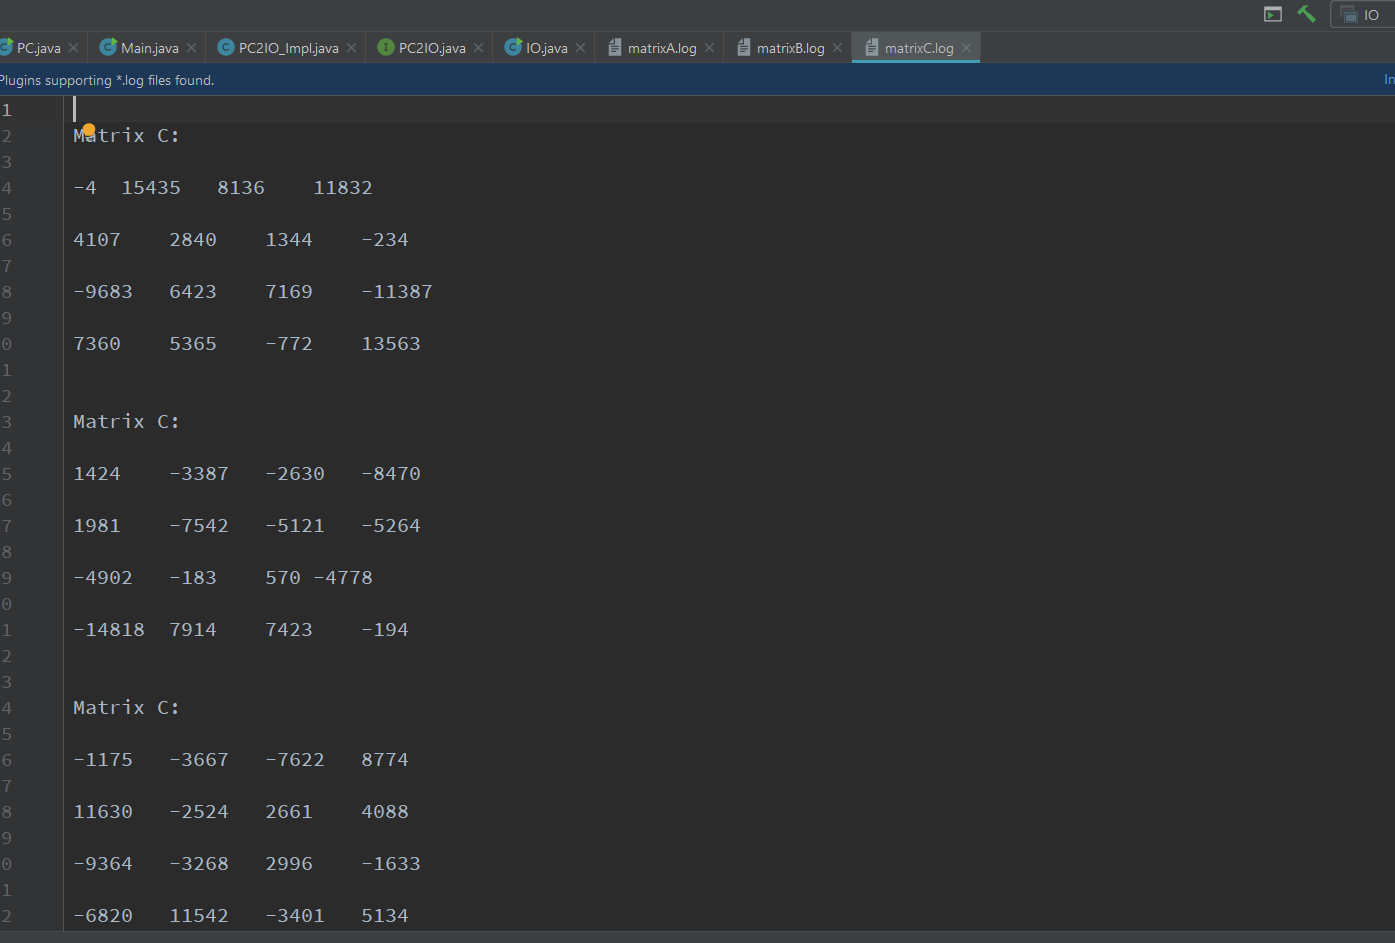 IO
PC.java Main.java PC2IO_Impl.java PC2IO.java IO.java matrixA.log matrixB.log matrixC.log
Plugins supporting *.log files found.
1
2 Matrix C:
3
4 -4 15435 8136 11832
5
6 4107 2840 1344 -234
7
8 -9683 6423 7169 -11387
9
0 7360 5365 -772 13563
1
2
3 Matrix C:
4
5 1424 -3387 -2630 -8470
6
7 1981 -7542 -5121 -5264
8
9 -4902 -183 570 -4778
0
1 -14818 7914 7423 -194
2
3
4 Matrix C:
5
6 -1175 -3667 -7622 8774
7
8 11630 -2524 2661 4088
9
0 -9364 -3268 2996 -1633
1
2 -6820 11542 -3401 5134